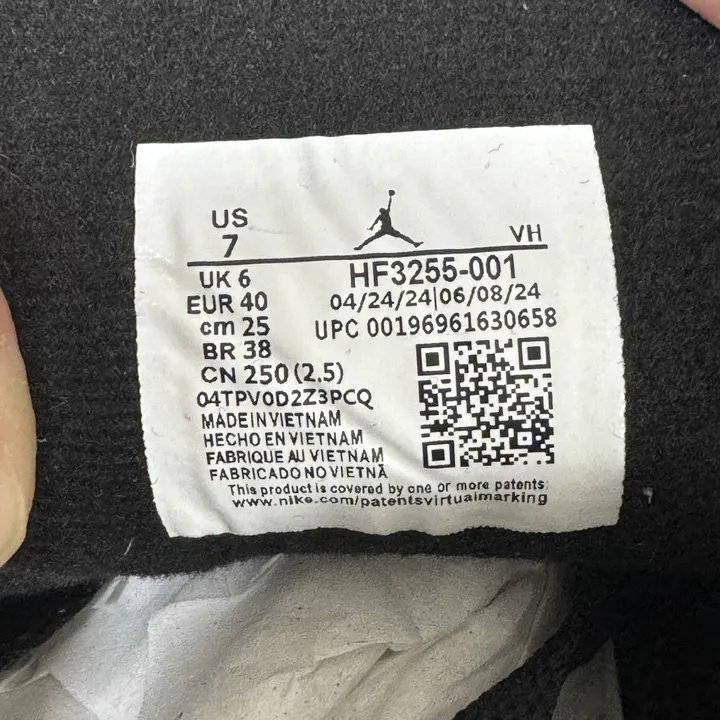 US
7
VH
UK 6
HF3255-001
EUR 40
04/24/24|06/08/24
cm 25
UPC 00196961630658
BR 38
CN 250 (2.5)
04TPV0D2Z3PCQ
MADE IN VIETNAM
HECHO EN VIETNAM
FABRIQUE AU VIETNAM
FABRICADO NO VIETNÃ
This product is covered by one or more patents:
www.nike.com/patentsvirtualmarking